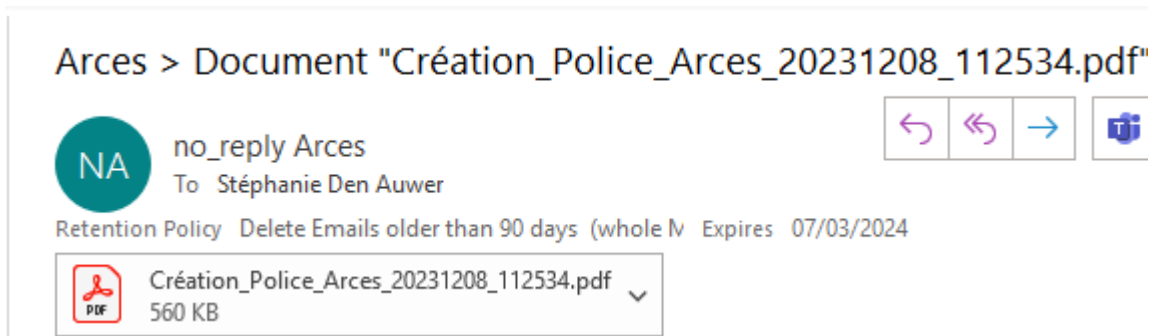 Arces > Document "Création_Police_Arces_20231208_112534.pdf"
NA
no_reply Arces
To Stéphanie Den Auwer
Retention Policy Delete Emails older than 90 days (whole M Expires 07/03/2024
PDF
Création_Police_Arces_20231208_112534.pdf
560 KB